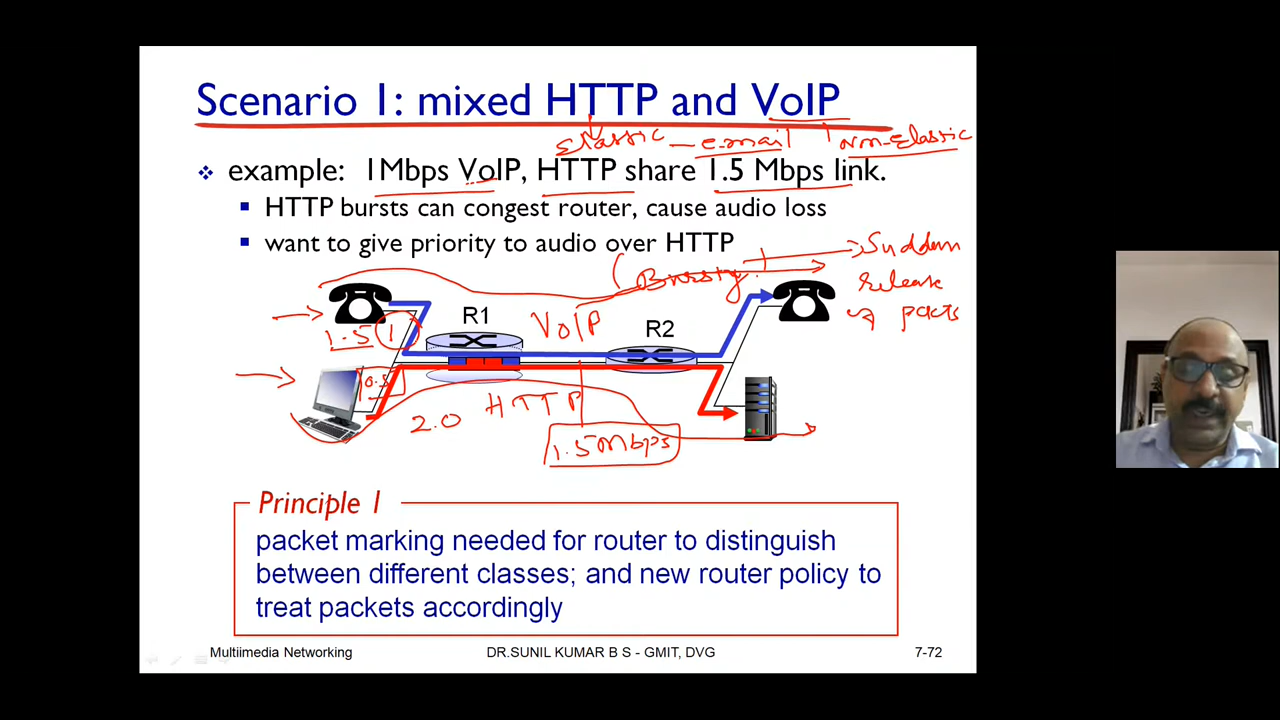 Scenario 1: mixed HTTP and VoIP
Elastic – e.mail Non-Elastic
❖ example: 1Mbps VoIP, HTTP share 1.5 Mbps link.
▪ HTTP bursts can congest router, cause audio loss
▪ want to give priority to audio over HTTP
(Bursty) Sudden
release
of packts
R1
VoIP
R2
1.5 1
0.5
2.0
HTTP
1.5Mbps
Principle 1
packet marking needed for router to distinguish
between different classes; and new router policy to
treat packets accordingly
Multiimedia Networking
DR.SUNIL KUMAR B S - GMIT, DVG
7-72